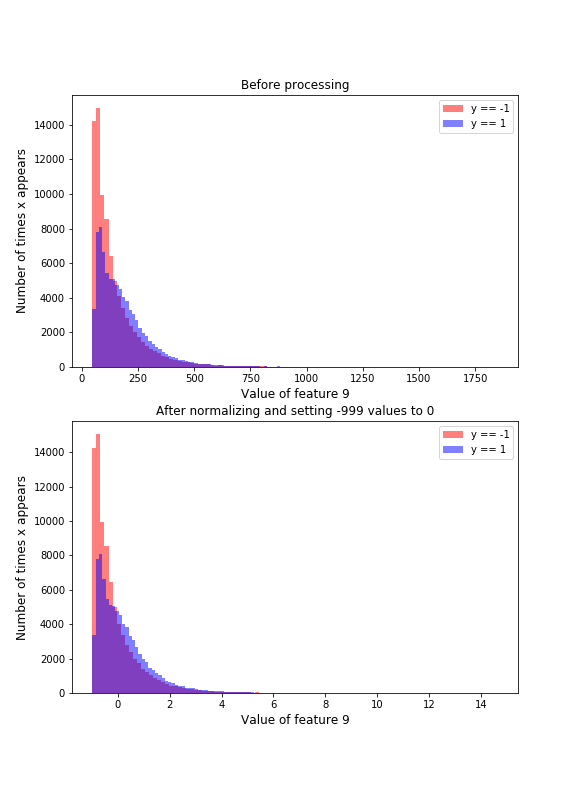 Before processing
y == -1
y == 1
14000
12000
10000
8000
6000
4000
2000
0
Number of times x appears
0 250 500 750 1000 1250 1500 1750
Value of feature 9
After normalizing and setting -999 values to 0
y == -1
y == 1
14000
12000
10000
8000
6000
4000
2000
0
Number of times x appears
0 2 4 6 8 10 12 14
Value of feature 9